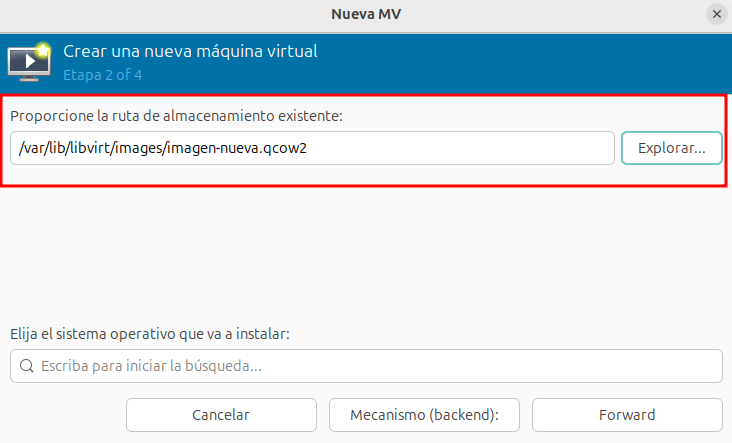 Nueva MV
Crear una nueva máquina virtual
Etapa 2 of 4
Proporcione la ruta de almacenamiento existente:
/var/lib/libvirt/images/imagen-nueva.qcow2
Explorar...
Elija el sistema operativo que va a instalar:
Escriba para iniciar la búsqueda...
Cancelar
Mecanismo (backend):
Forward